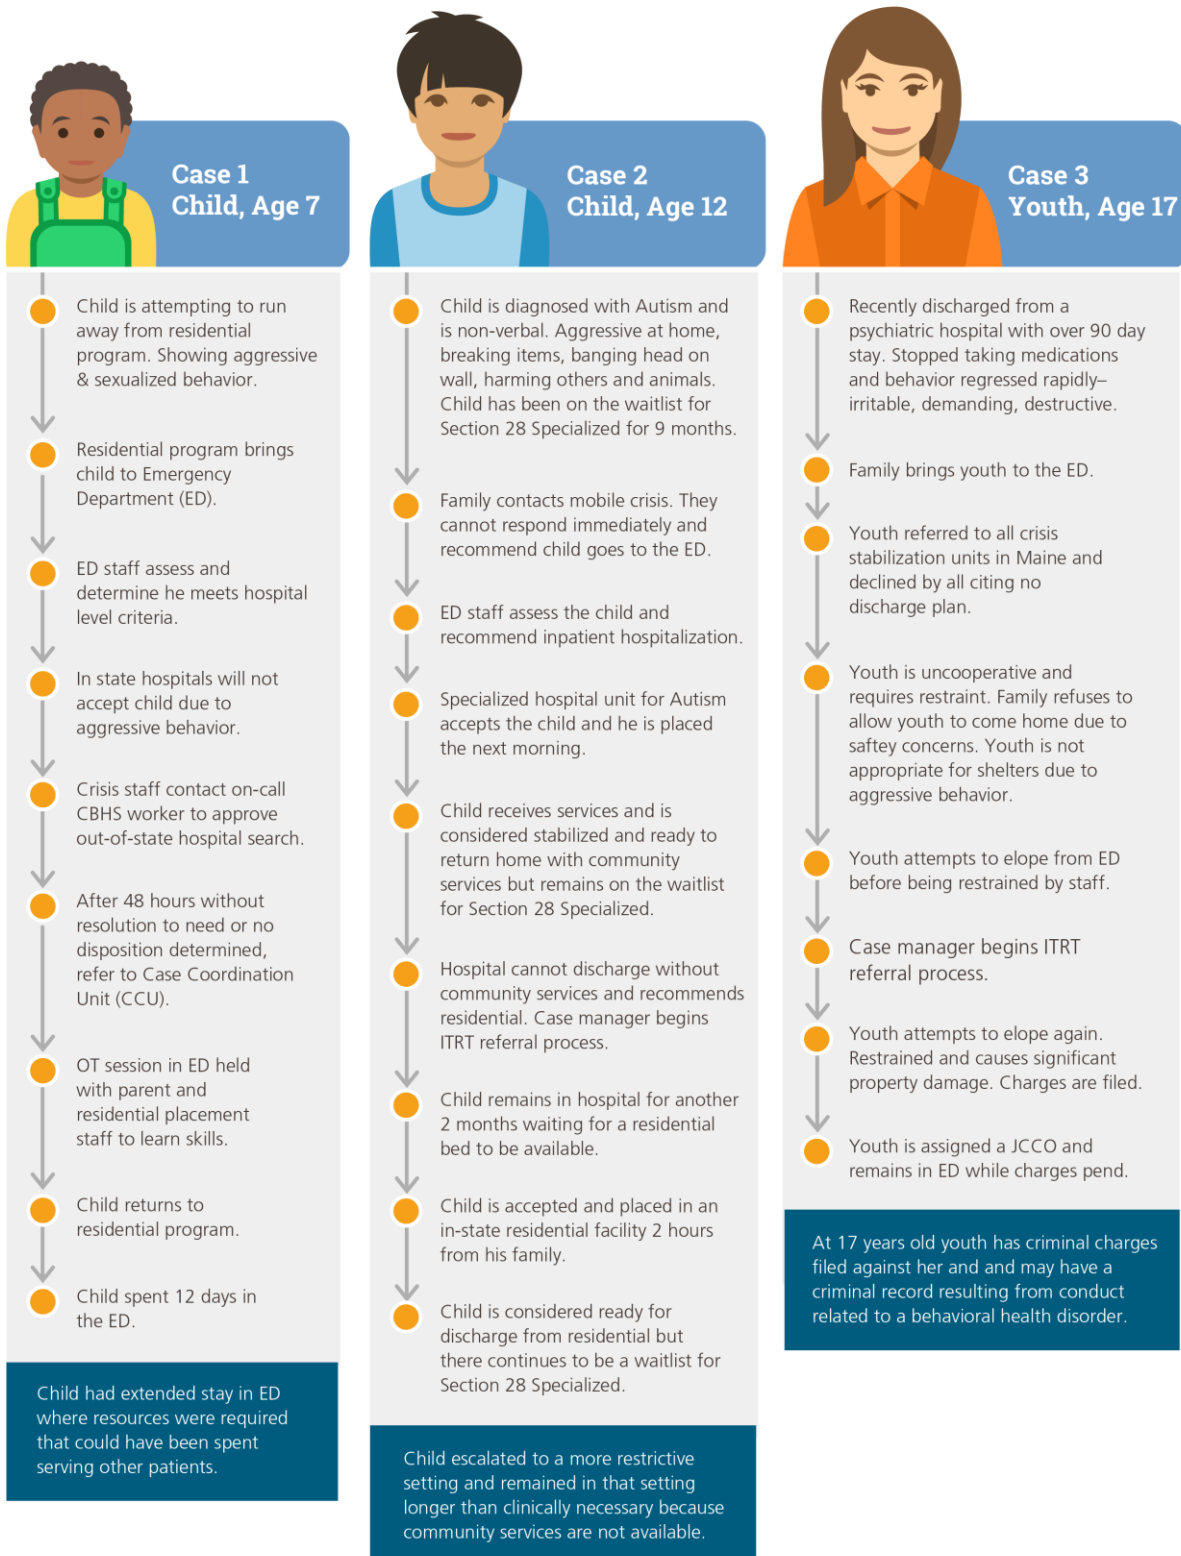 Case 1
Child, Age 7
Child is attempting to run
away from residential
program. Showing aggressive
& sexualized behavior.
Residential program brings
child to Emergency
Department (ED).
ED staff assess and
determine he meets hospital
level criteria.
In state hospitals will not
accept child due to
aggressive behavior.
Crisis staff contact on-call
CBHS worker to approve
out-of-state hospital search.
After 48 hours without
resolution to need or no
disposition determined,
refer to Case Coordination
Unit (CCU).
OT session in ED held
with parent and
residential placement
staff to learn skills.
Child returns to
residential program.
Child spent 12 days in
the ED.
Child had extended stay in ED
where resources were required
that could have been spent
serving other patients.
Case 2
Child, Age 12
Child is diagnosed with Autism and
is non-verbal. Aggressive at home,
breaking items, banging head on
wall, harming others and animals.
Child has been on the waitlist for
Section 28 Specialized for 9 months.
Family contacts mobile crisis. They
cannot respond immediately and
recommend child goes to the ED.
ED staff assess the child and
recommend inpatient hospitalization.
Specialized hospital unit for Autism
accepts the child and he is placed
the next morning.
Child receives services and is
considered stabilized and ready to
return home with community
services but remains on the waitlist
for Section 28 Specialized.
Hospital cannot discharge without
community services and recommends
residential. Case manager begins
ITRT referral process.
Child remains in hospital for another
2 months waiting for a residential
bed to be available.
Child is accepted and placed in an
in-state residential facility 2 hours
from his family.
Child is considered ready for
discharge from residential but
there continues to be a waitlist for
Section 28 Specialized.
Child escalated to a more restrictive
setting and remained in that setting
longer than clinically necessary because
community services are not available.
Case 3
Youth, Age 17
Recently discharged from a
psychiatric hospital with over 90 day
stay. Stopped taking medications
and behavior regressed rapidly–
irritable, demanding, destructive.
Family brings youth to the ED.
Youth referred to all crisis
stabilization units in Maine and
declined by all citing no
discharge plan.
Youth is uncooperative and
requires restraint. Family refuses to
allow youth to come home due to
saftey concerns. Youth is not
appropriate for shelters due to
aggressive behavior.
Youth attempts to elope from ED
before being restrained by staff.
Case manager begins ITRT
referral process.
Youth attempts to elope again.
Restrained and causes significant
property damage. Charges are filed.
Youth is assigned a JCCO and
remains in ED while charges pend.
At 17 years old youth has criminal charges
filed against her and and may have a
criminal record resulting from conduct
related to a behavioral health disorder.